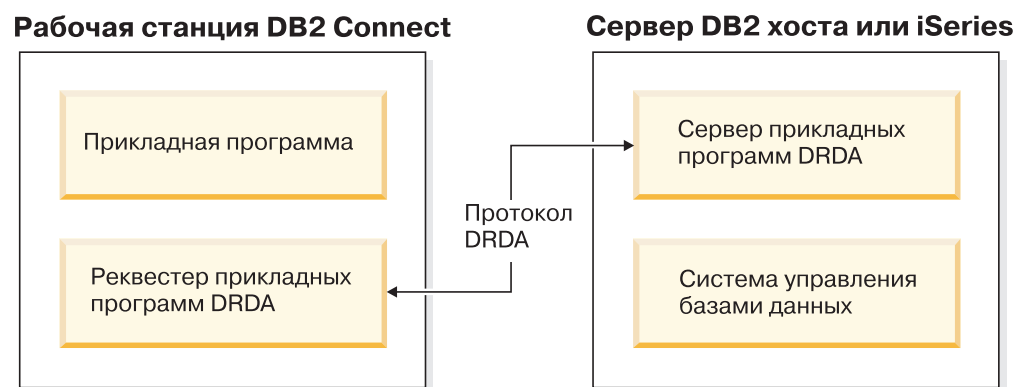 Рабочая станция DB2 Connect
Сервер DB2 хоста или iSeries
Прикладная программа
Сервер прикладных
программ DRDA
Протокол
DRDA
Реквестер прикладных
программ DRDA
Система управления
базами данных